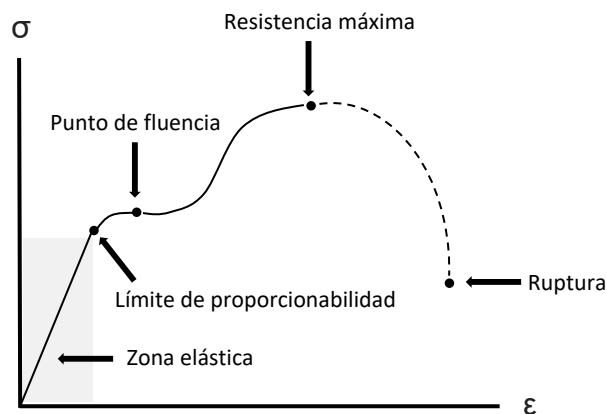 σ
Resistencia máxima
Punto de fluencia
Límite de proporcionabilidad
Ruptura
Zona elástica
ε